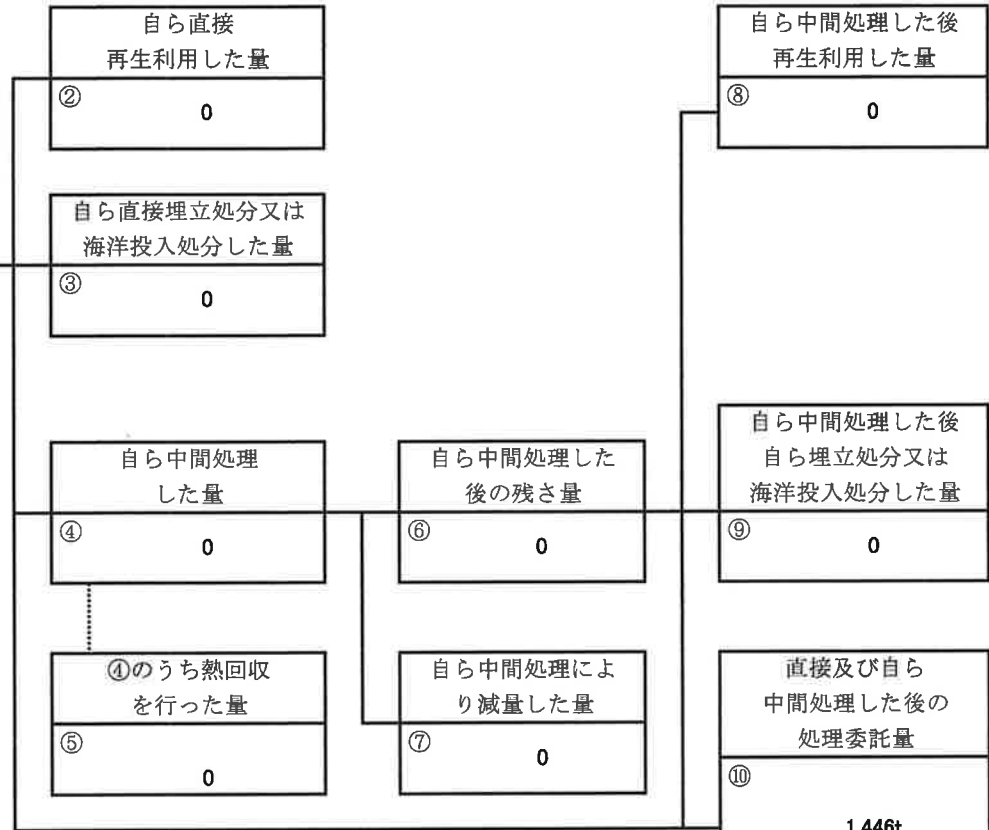 自ら直接
再生利用した量
②
0
自ら中間処理した後
再生利用した量
⑧
0
自ら直接埋立処分又は
海洋投入処分した量
③
0
自ら中間処理
した量
④
0
自ら中間処理した
後の残さ量
⑥
0
自ら中間処理した後
自ら埋立処分又は
海洋投入処分した量
⑨
0
④のうち熱回収
を行った量
⑤
0
自ら中間処理によ
り減量した量
⑦
0
直接及び自ら
中間処理した後の
処理委託量
⑩
1,446t